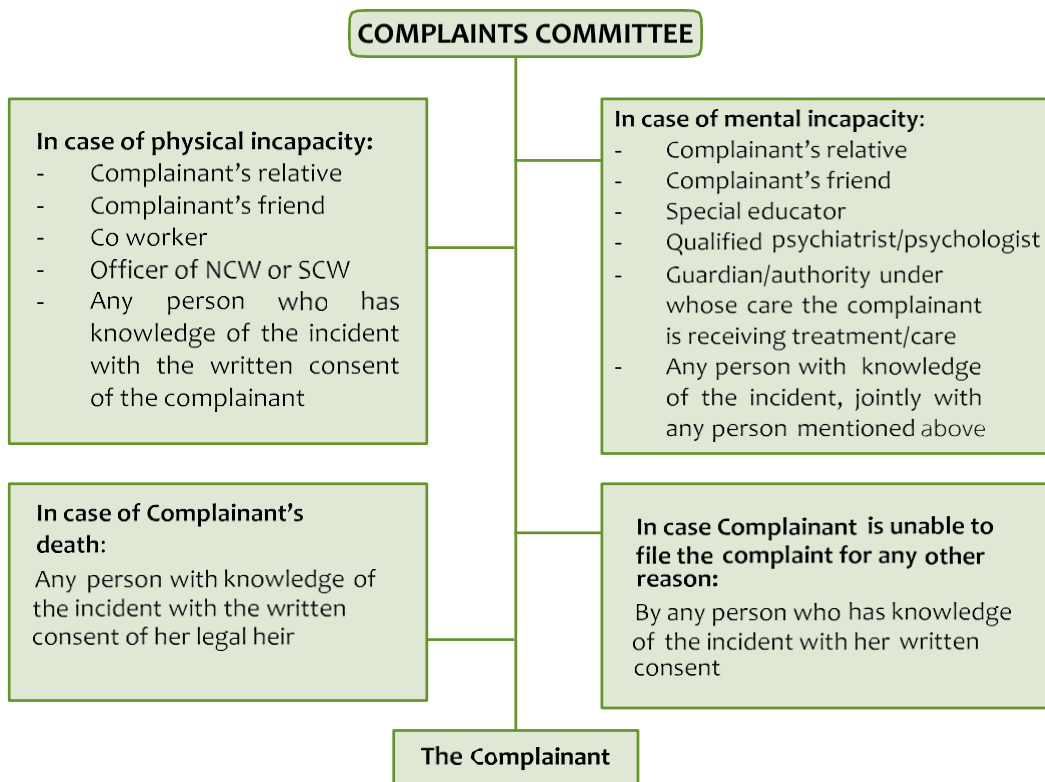 COMPLAINTS COMMITTEE
In case of physical incapacity:
- Complainant's relative
- Complainant's friend
- Co worker
- Officer of NCW or SCW
- Any person who has
knowledge of the incident
with the written consent
of the complainant
In case of mental incapacity:
- Complainant's relative
- Complainant's friend
- Special educator
- Qualified psychiatrist/psychologist
- Guardian/authority under
whose care the complainant
is receiving treatment/care
- Any person with knowledge
of the incident, jointly with
any person mentioned above
In case of Complainant's
death:
Any person with knowledge of
the incident with the written
consent of her legal heir
In case Complainant is unable to
file the complaint for any other
reason:
By any person who has knowledge
of the incident with her written
consent
The Complainant